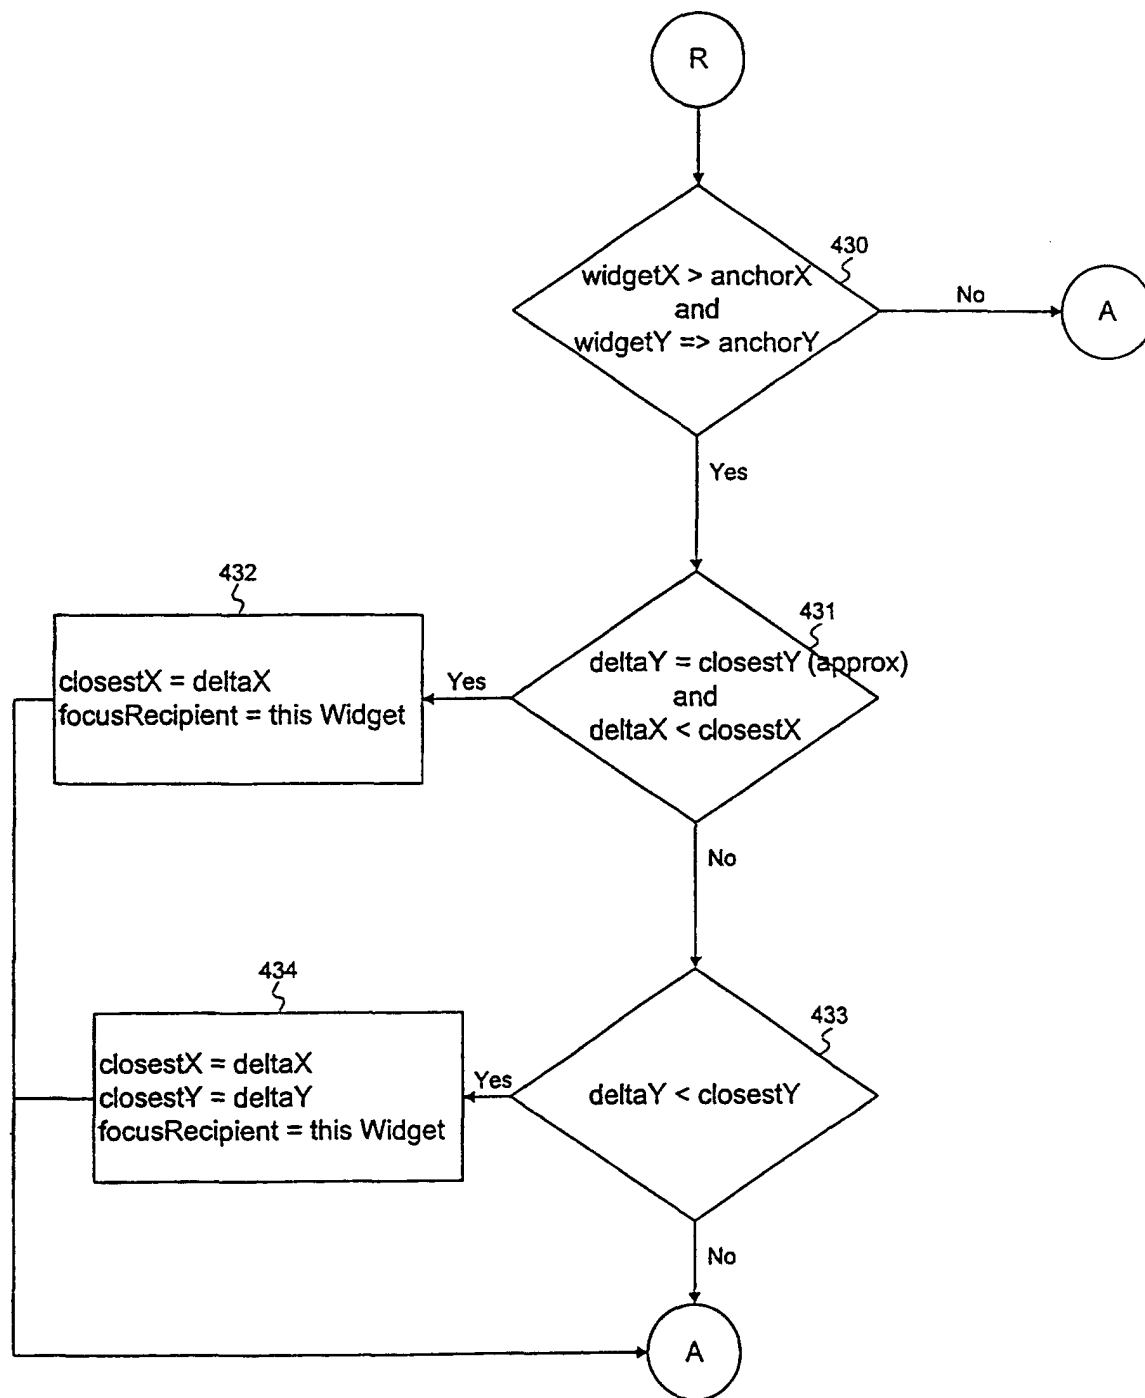 R
430
widgetX > anchorX
and
widgetY => anchorY
No
A
Yes
432
closestX = deltaX
focusRecipient = this Widget
Yes
431
deltaY = closestY (approx)
and
deltaX < closestX
No
434
closestX = deltaX
closestY = deltaY
focusRecipient = this Widget
Yes
433
deltaY < closestY
No
A